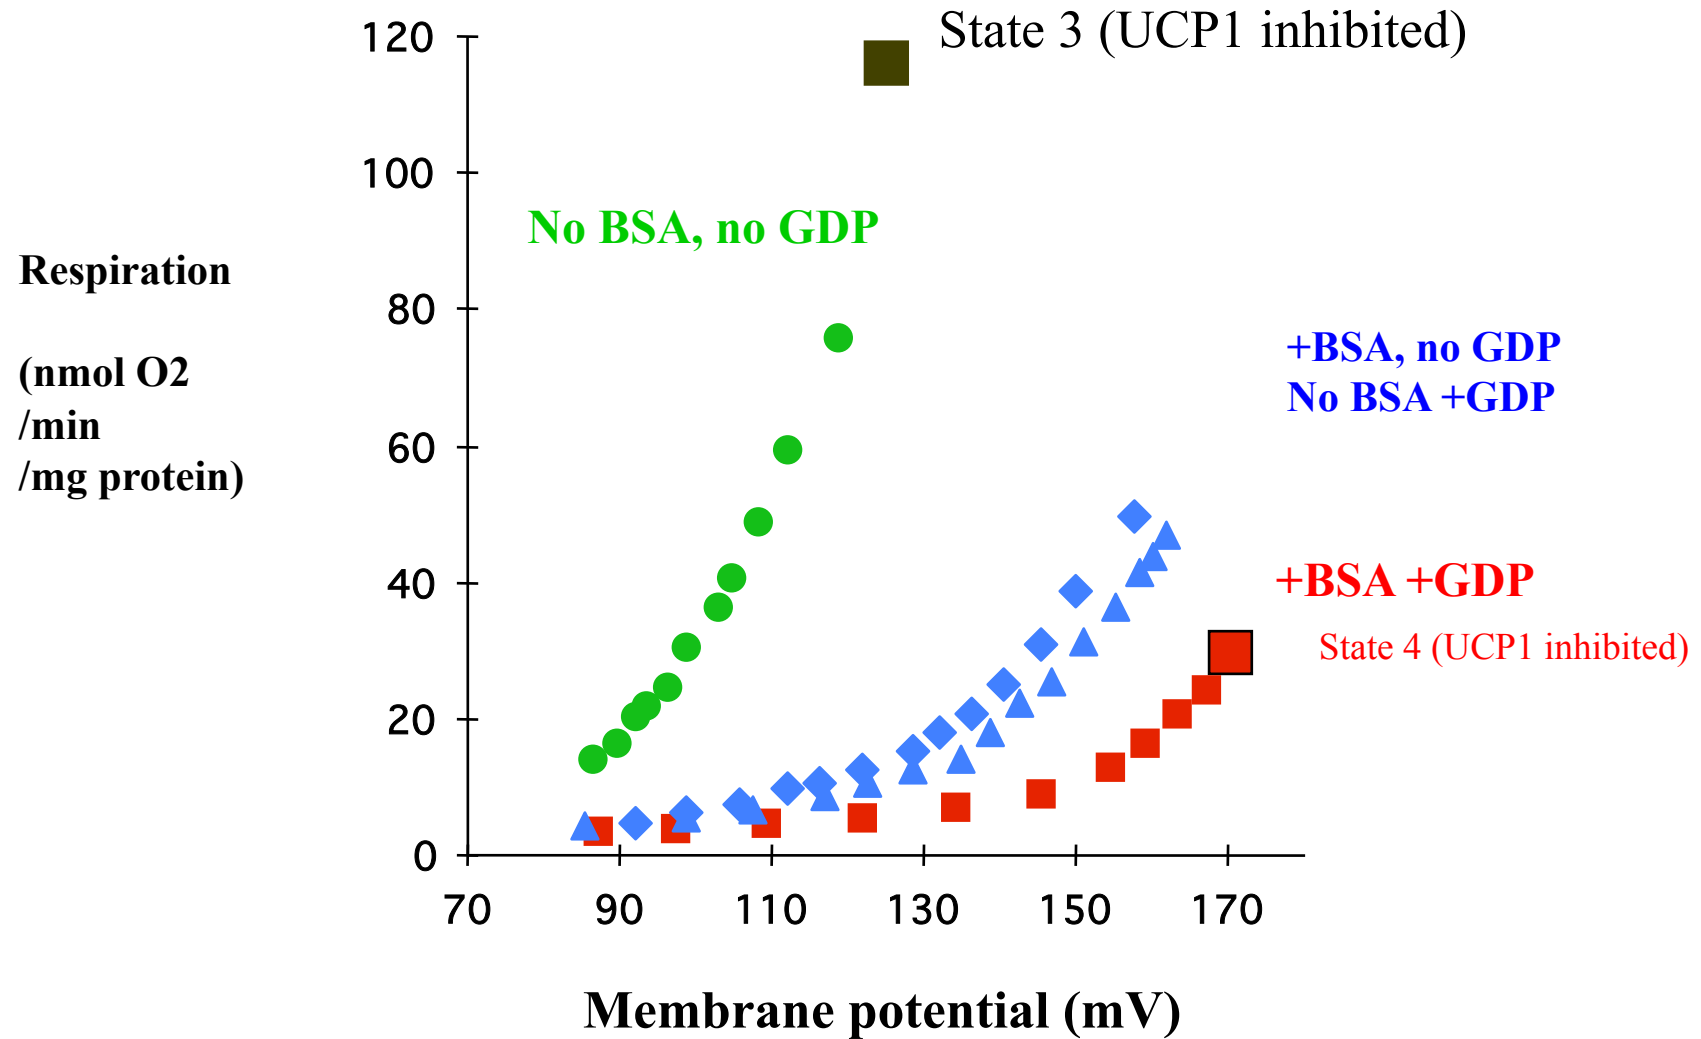 State 3 (UCP1 inhibited)
120
100
No BSA, no GDP
Respiration
80
+BSA, no GDP
(nmol O2
No BSA +GDP
/min
60
/mg protein)
40
+BSA +GDP
State 4 (UCP1 inhibited)
20
0
70 90 110 130 150 170
Membrane potential (mV)